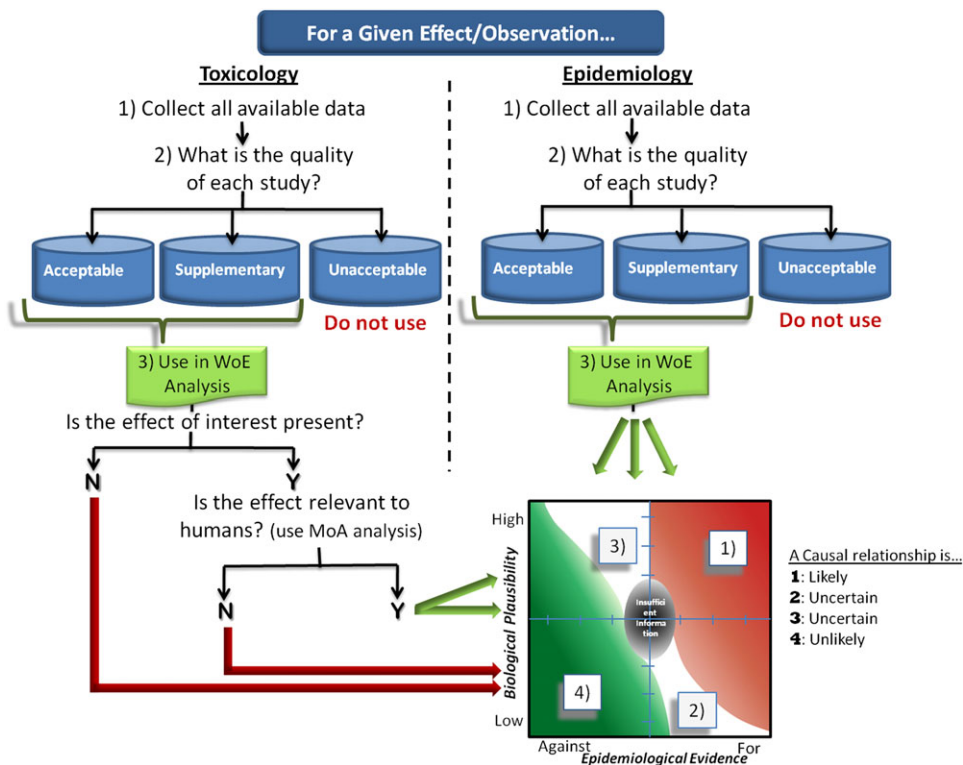 For a Given Effect/Observation…
Toxicology
1) Collect all available data
2) What is the quality
of each study?
Acceptable
Supplementary
Unacceptable
Do not use
3) Use in WoE
Analysis
Is the effect of interest present?
N
Y
Is the effect relevant to
humans? (use MoA analysis)
N
Y
Epidemiology
1) Collect all available data
2) What is the quality
of each study?
Acceptable
Supplementary
Unacceptable
Do not use
3) Use in WoE
Analysis
High
Biological Plausibility
Low
3)
1)
Insuffici
ent
Informa
tion
4)
2)
Against
For
Epidemiological Evidence
A Causal relationship is…
1: Likely
2: Uncertain
3: Uncertain
4: Unlikely